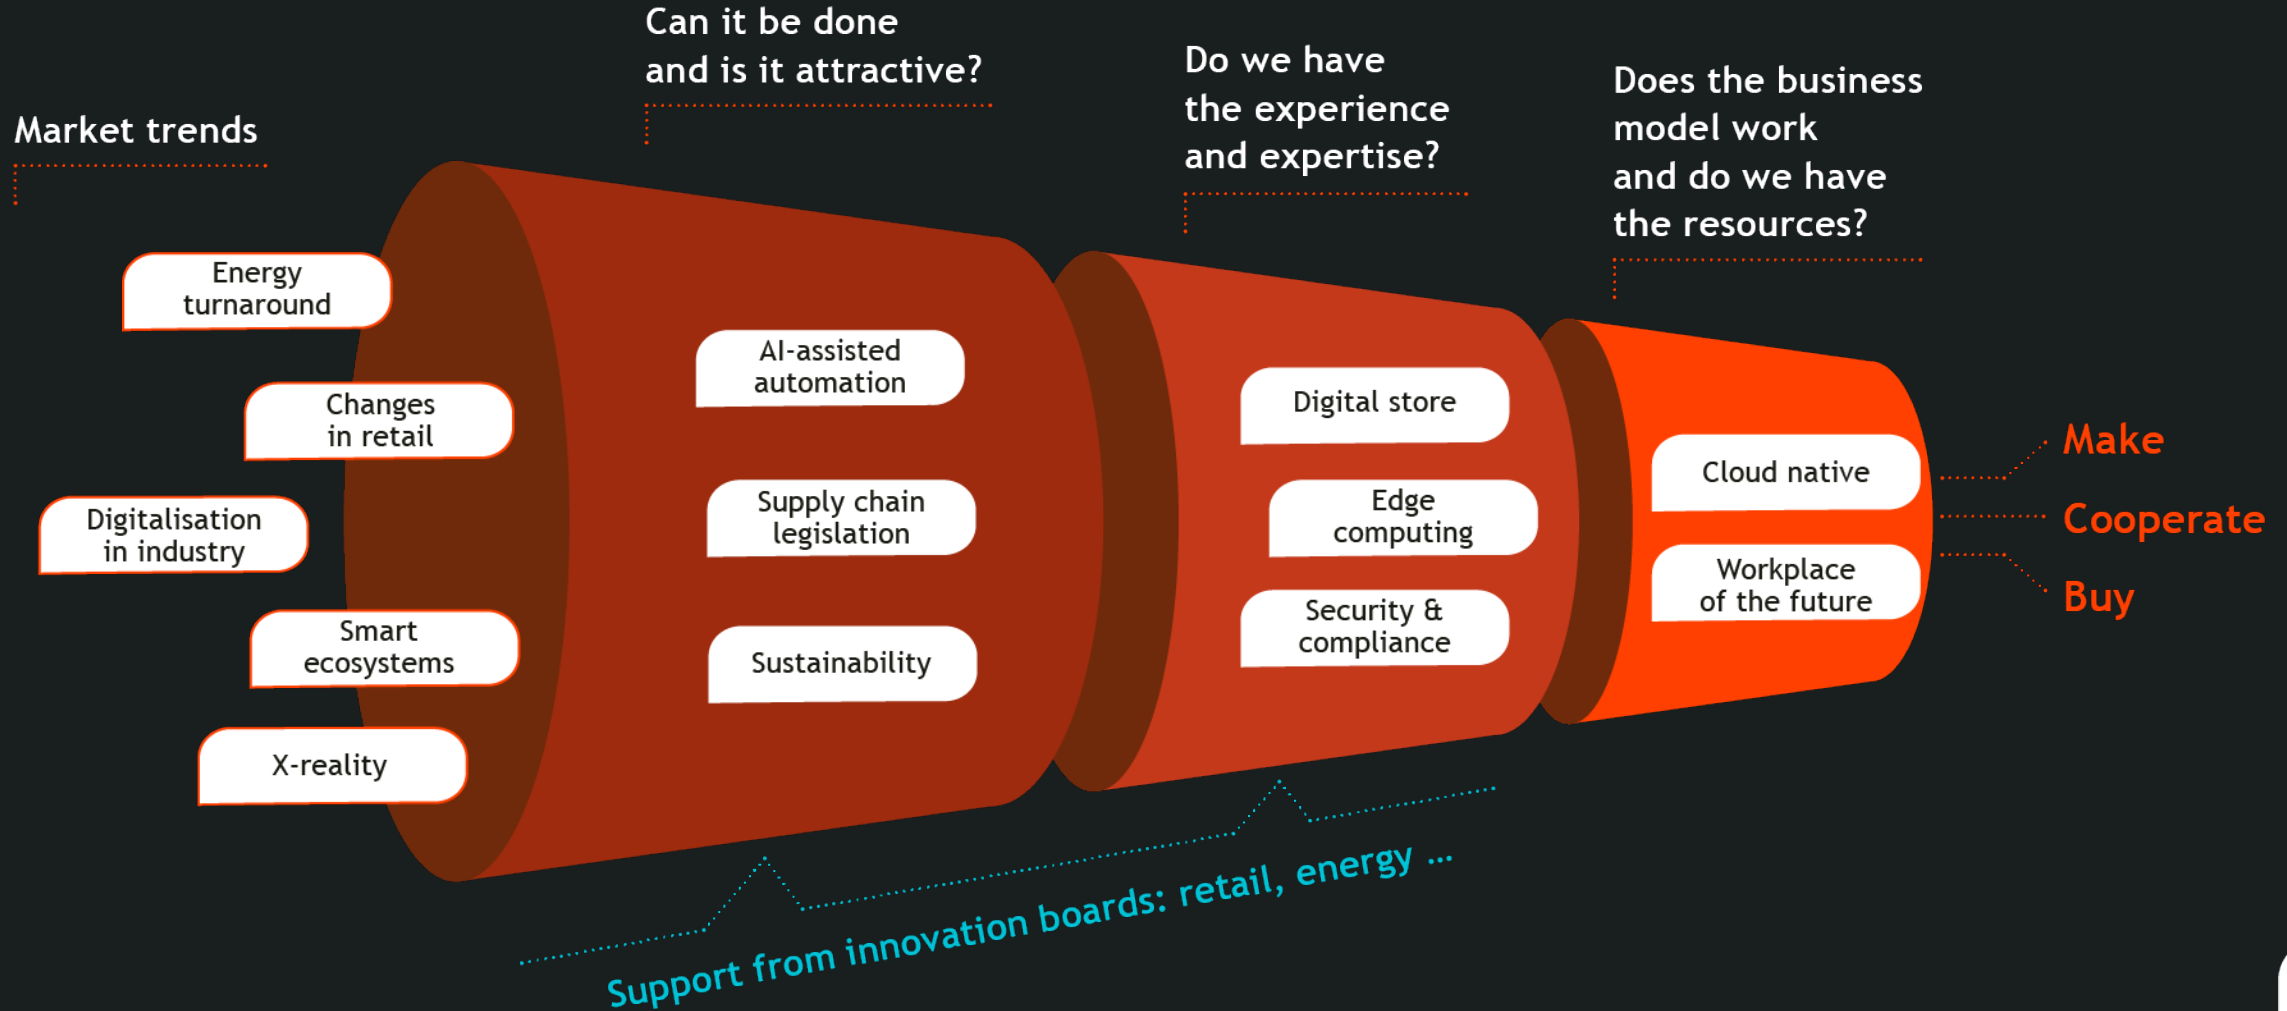 Market trends
Energy
turnaround
Changes
in retail
Digitalisation
in industry
Smart
ecosystems
X-reality
Can it be done
and is it attractive?
AI-assisted
automation
Supply chain
legislation
Sustainability
Do we have
the experience
and expertise?
Digital store
Edge
computing
Security &
compliance
Does the business
model work
and do we have
the resources?
Cloud native
Workplace
of the future
Make
Cooperate
Buy
Support from innovation boards: retail, energy ...